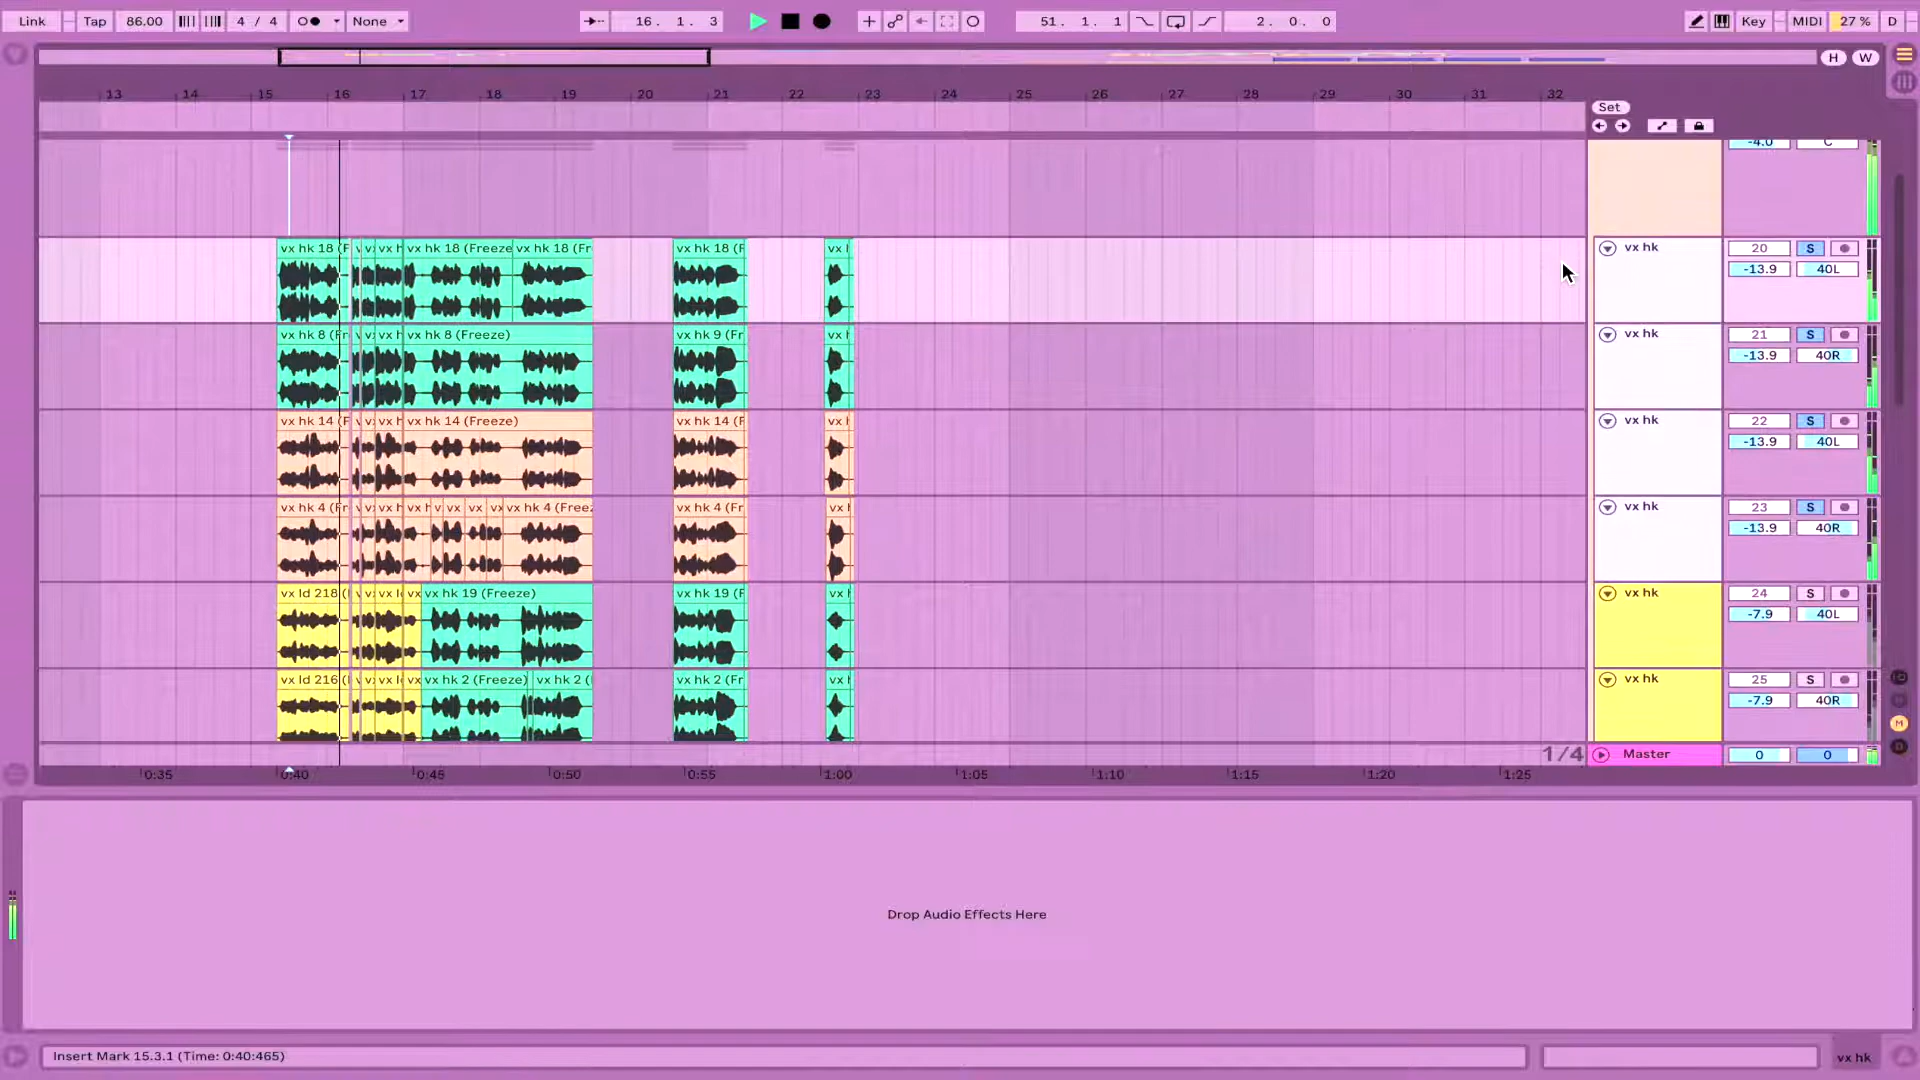 Link Tap 86.00 4 / 4 None 16. 1. 3 51. 1. 1 2. 0. 0 Key MIDI 27 % D
H W
13 14 15 16 17 18 19 20 21 22 23 24 25 26 27 28 29 30 31 32
Set
-4.0 C
vx hk 18 (F v vx vx h vx hk 18 (Freeze vx hk 18 (Fr vx hk 18 (F vx h vx hk 20 S
-13.9 40L
vx hk 8 (Fr v vx vx h vx hk 8 (Freeze) vx hk 9 (Fr vx h vx hk 21 S
-13.9 40R
vx hk 14 (F v vx vx h vx hk 14 (Freeze) vx hk 14 (F vx h vx hk 22 S
-13.9 40L
vx hk 4 (Fr v vx vx h vx h v vx vx vx vx hk 4 (Freez vx hk 4 (Fr vx h vx hk 23 S
-13.9 40R
vx ld 218 ( v vx vx l vx vx hk 19 (Freeze) vx hk 19 (F vx h vx hk 24 S
-7.9 40L
vx ld 216 ( v vx vx l vx vx hk 2 (Freeze) vx hk 2 ( vx hk 2 (Fr vx h vx hk 25 S
-7.9 40R
M
1/4 Master 0 0
0:35 0:40 0:45 0:50 0:55 1:00 1:05 1:10 1:15 1:20 1:25
Drop Audio Effects Here
Insert Mark 15.3.1 (Time: 0:40:465) vx hk